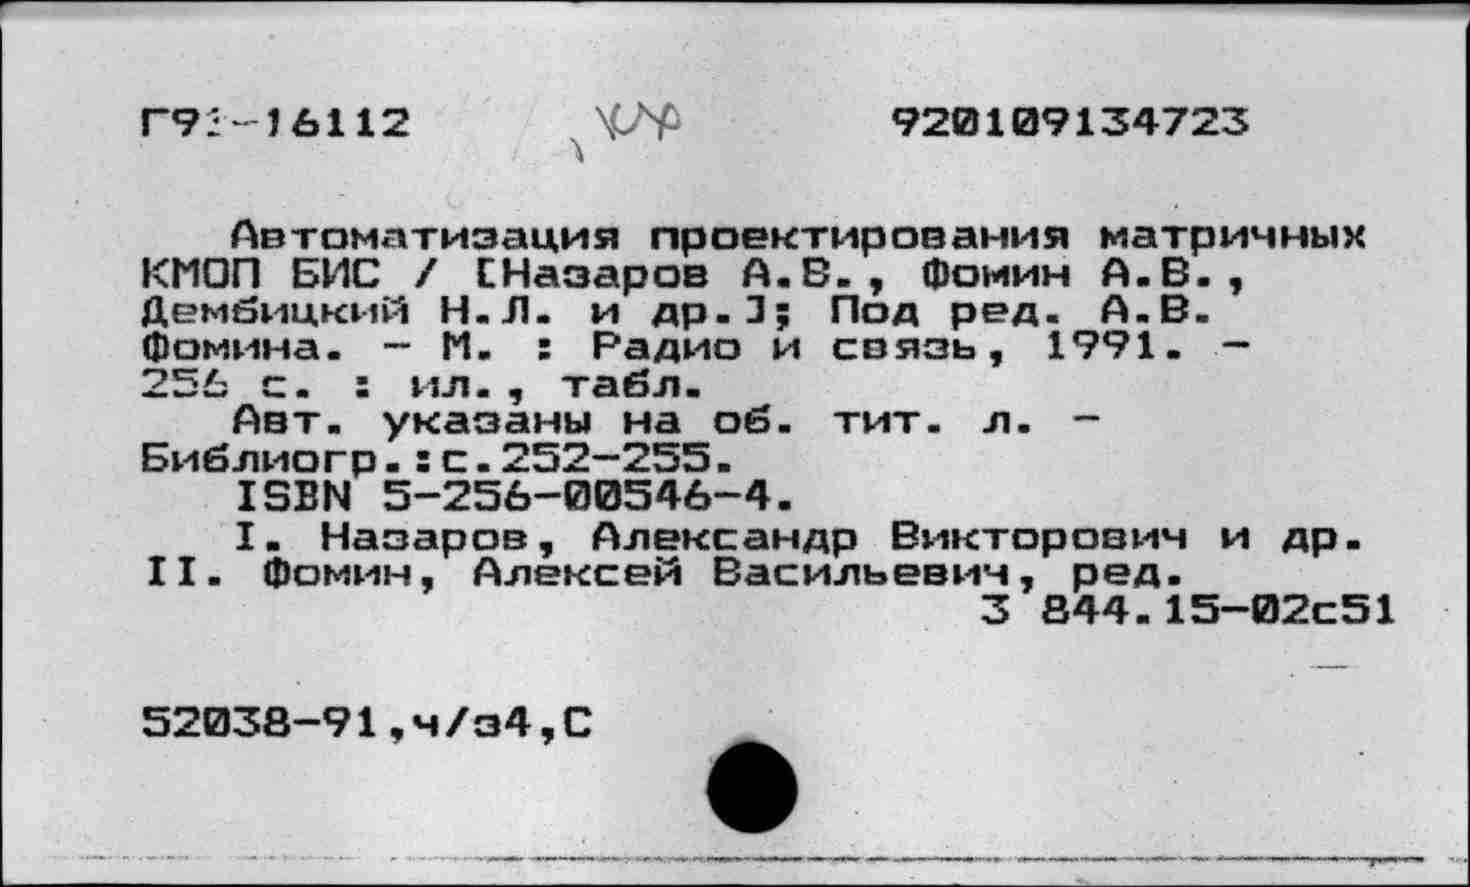 16112 920109134723
Автоматизация проектирования матричных
КМОП БИС / [Назаров А.В., Фомин А.В.,
Дембицкий Н.Л. и др.]; Под ред. А.В.
Фомина. - М. : Радио и связь, 1991. -
256 с. : ил., табл.
Авт. указаны на об. тит. л. -
Библиогр.:с.252-255.
ISBN 5-256-00546-4.
I. Назаров, Александр Викторович и др.
II. Фомин, Алексей Васильевич, ред.
З 844.15-02с51
52038-91,ч/з4,С